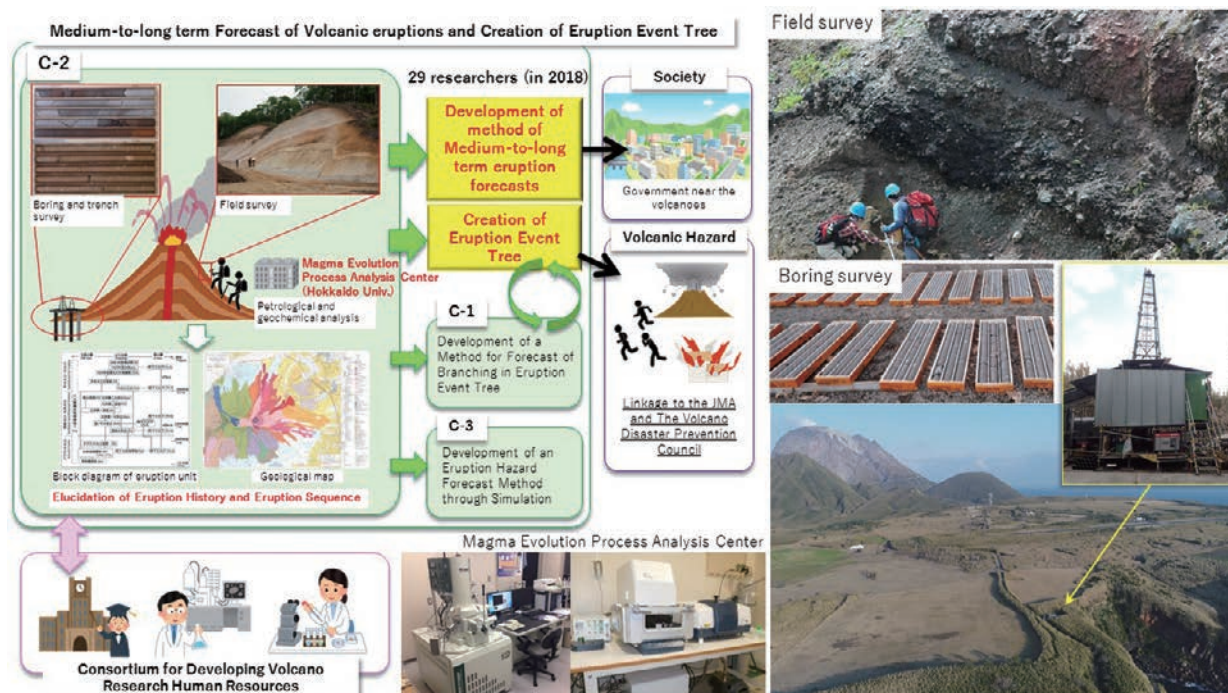 Medium-to-long term Forecast of Volcanic eruptions and Creation of Eruption Event Tree
C-2
29 researchers (in 2018)
Boring and trench
survey
Field survey
Magma Evolution
Process Analysis Center
(Hokkaido Univ.)
Petrological and
geochemical analysis
Block diagram of eruption unit
Geological map
Elucidation of Eruption History and Eruption Sequence
Development of
method of
Medium-to-long
term eruption
forecasts
Creation of
Eruption Event
Tree
C-1
Development of a
Method for Forecast of
Branching in Eruption
Event Tree
C-3
Development of an
Eruption Hazard
Forecast Method
through Simulation
Society
Government near the
volcanoes
Volcanic Hazard
Linkage to the JMA
and The Volcano
Disaster Prevention
Council
Consortium for Developing Volcano
Research Human Resources
Magma Evolution Process Analysis Center
Field survey
Boring survey